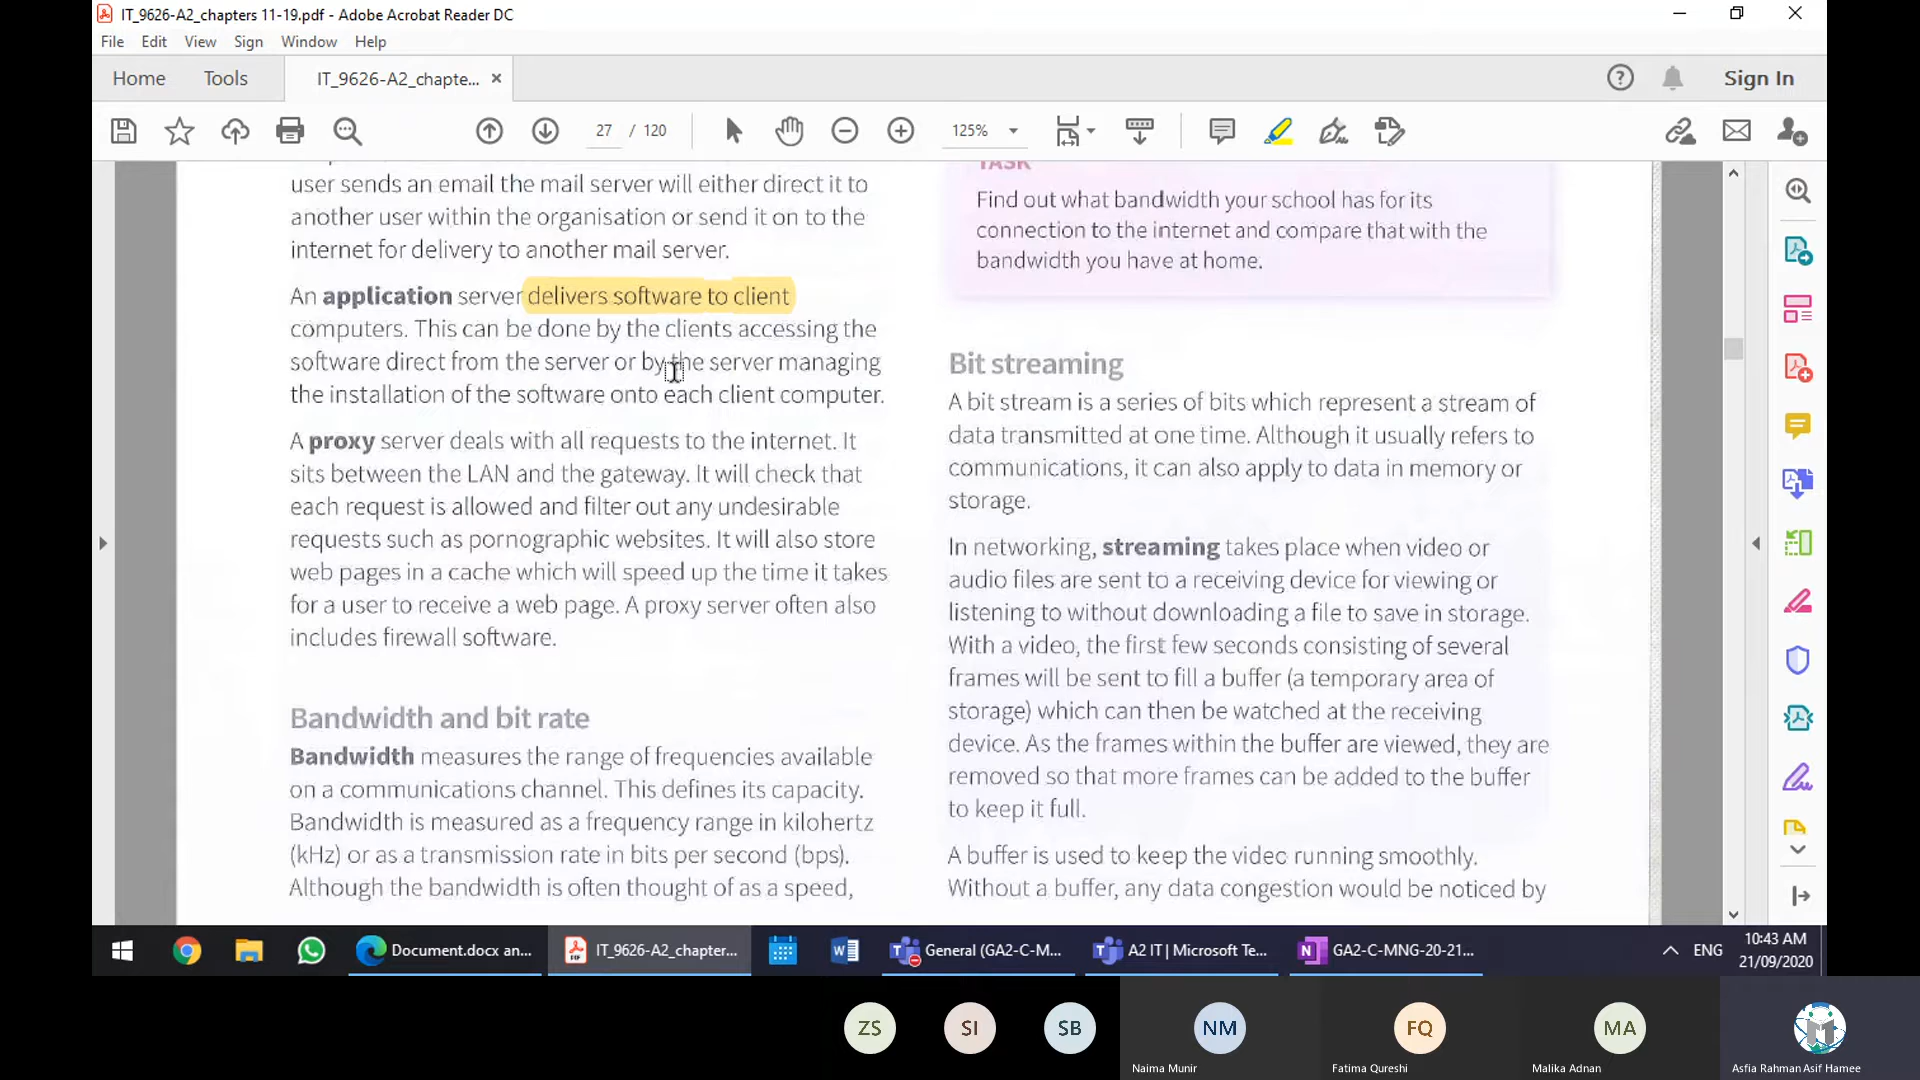 IT_9626-A2_chapters 11-19.pdf - Adobe Acrobat Reader DC
File Edit View Sign Window Help
Home Tools IT_9626-A2_chapte... × Sign In
27 / 120 125%
user sends an email the mail server will either direct it to
another user within the organisation or send it on to the
internet for delivery to another mail server.
An application server delivers software to client
computers. This can be done by the clients accessing the
software direct from the server or by the server managing
the installation of the software onto each client computer.
A proxy server deals with all requests to the internet. It
sits between the LAN and the gateway. It will check that
each request is allowed and filter out any undesirable
requests such as pornographic websites. It will also store
web pages in a cache which will speed up the time it takes
for a user to receive a web page. A proxy server often also
includes firewall software.
Bandwidth and bit rate
Bandwidth measures the range of frequencies available
on a communications channel. This defines its capacity.
Bandwidth is measured as a frequency range in kilohertz
(kHz) or as a transmission rate in bits per second (bps).
Although the bandwidth is often thought of as a speed,
TASK
Find out what bandwidth your school has for its
connection to the internet and compare that with the
bandwidth you have at home.
Bit streaming
A bit stream is a series of bits which represent a stream of
data transmitted at one time. Although it usually refers to
communications, it can also apply to data in memory or
storage.
In networking, streaming takes place when video or
audio files are sent to a receiving device for viewing or
listening to without downloading a file to save in storage.
With a video, the first few seconds consisting of several
frames will be sent to fill a buffer (a temporary area of
storage) which can then be watched at the receiving
device. As the frames within the buffer are viewed, they are
removed so that more frames can be added to the buffer
to keep it full.
A buffer is used to keep the video running smoothly.
Without a buffer, any data congestion would be noticed by
Document.docx an... IT_9626-A2_chapter... General (GA2-C-M... A2 IT | Microsoft Te... GA2-C-MNG-20-21... ENG 10:43 AM
21/09/2020
ZS SI SB NM FQ MA
Naima Munir Fatima Qureshi Malika Adnan Asfia Rahman Asif Hamee